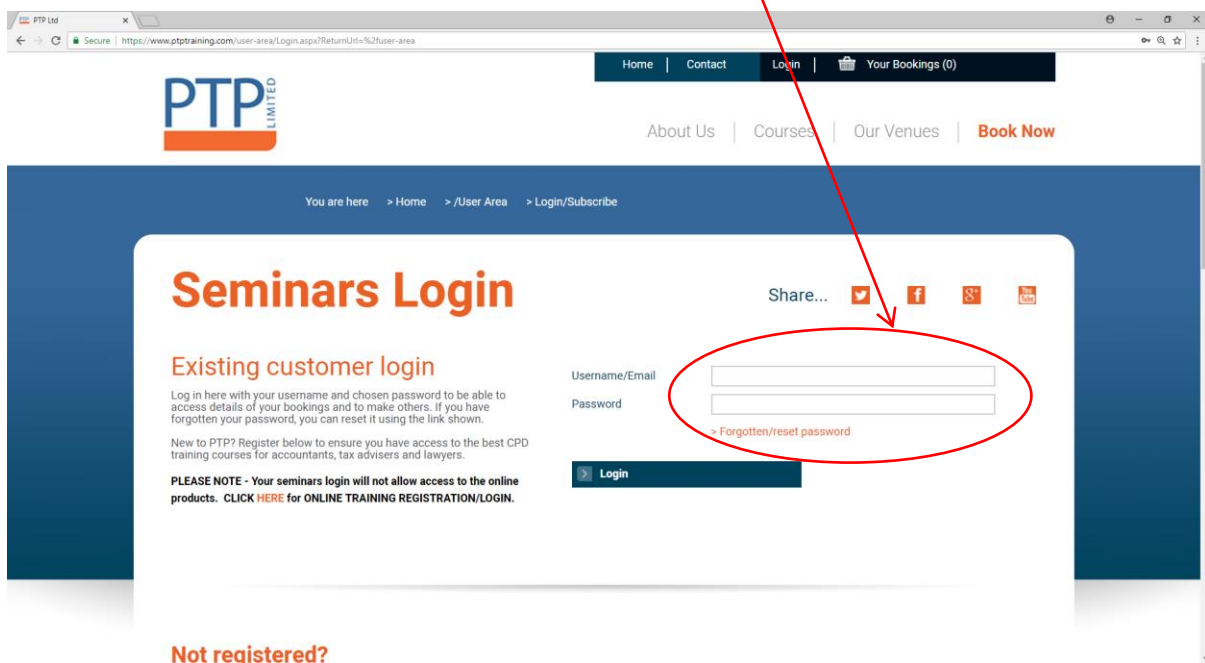 PTP Ltd
Secure | https://www.ptptraining.com/user-area/Login.aspx?ReturnUrl=%2fuser-area
Home | Contact Login | Your Bookings (0)
PTP LIMITED
About Us | Courses | Our Venues | Book Now
You are here > Home > /User Area > Login/Subscribe
Seminars Login
Share...
f
8+
You Tube
Existing customer login
Log in here with your username and chosen password to be able to
access details of your bookings and to make others. If you have
forgotten your password, you can reset it using the link shown.
New to PTP? Register below to ensure you have access to the best CPD
training courses for accountants, tax advisers and lawyers.
PLEASE NOTE - Your seminars login will not allow access to the online
products. CLICK HERE for ONLINE TRAINING REGISTRATION/LOGIN.
Username/Email
Password
> Forgotten/reset password
Login
Not registered?